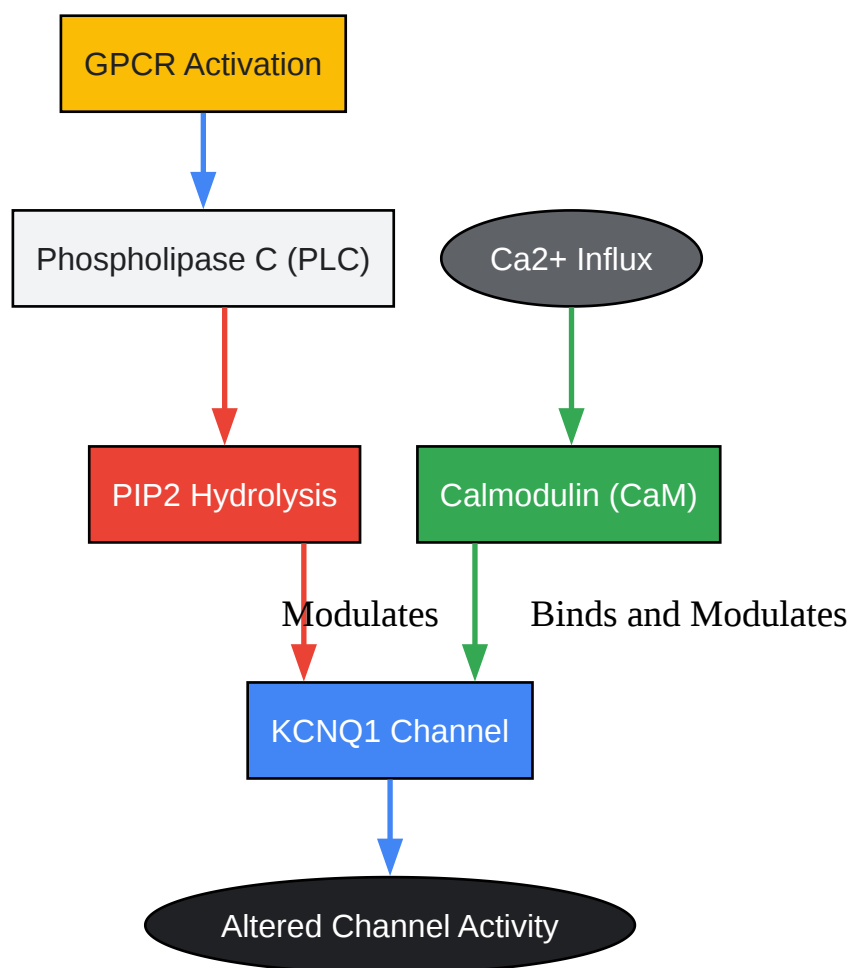 GPCR Activation
Phospholipase C (PLC)
Ca2+ Influx
PIP2 Hydrolysis
Calmodulin (CaM)
Modulates
Binds and Modulates
KCNQ1 Channel
Altered Channel Activity